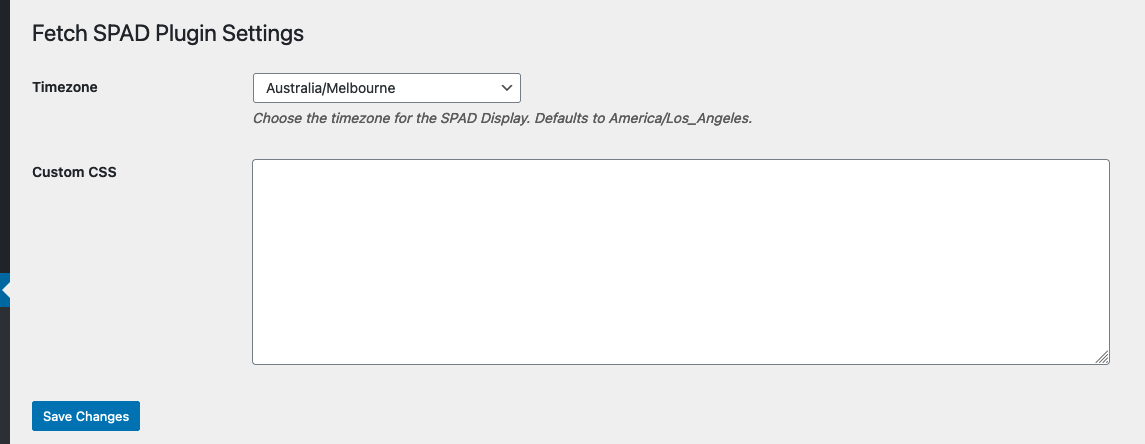 Fetch SPAD Plugin Settings
Timezone
Australia/Melbourne
Choose the timezone for the SPAD Display. Defaults to America/Los_Angeles.
Custom CSS
Save Changes